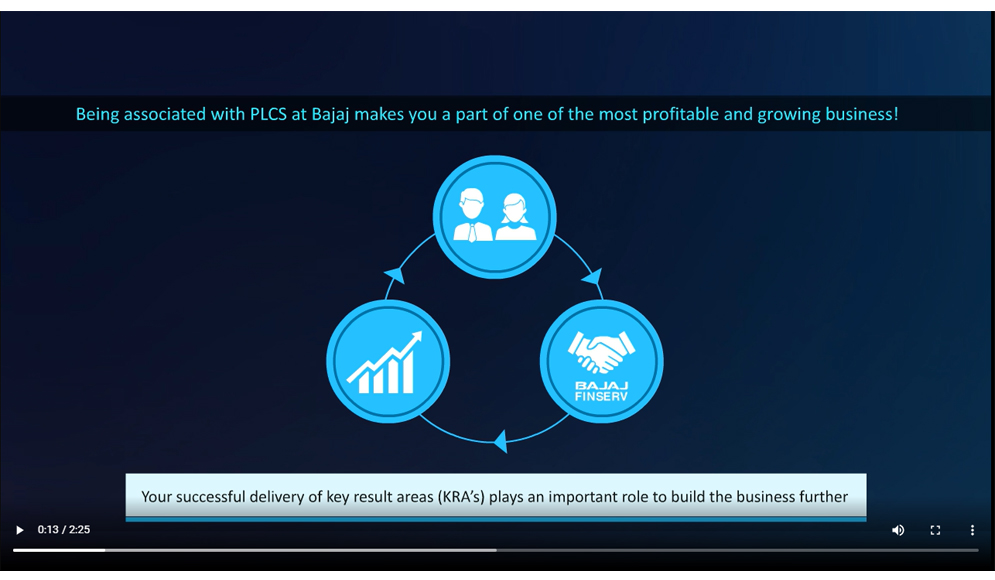 Being associated with PLCS at Bajaj makes you a part of one of the most profitable and growing business!
BAJAJ
FINSERV
Your successful delivery of key result areas (KRA's) plays an important role to build the business further
0:13 / 2:25